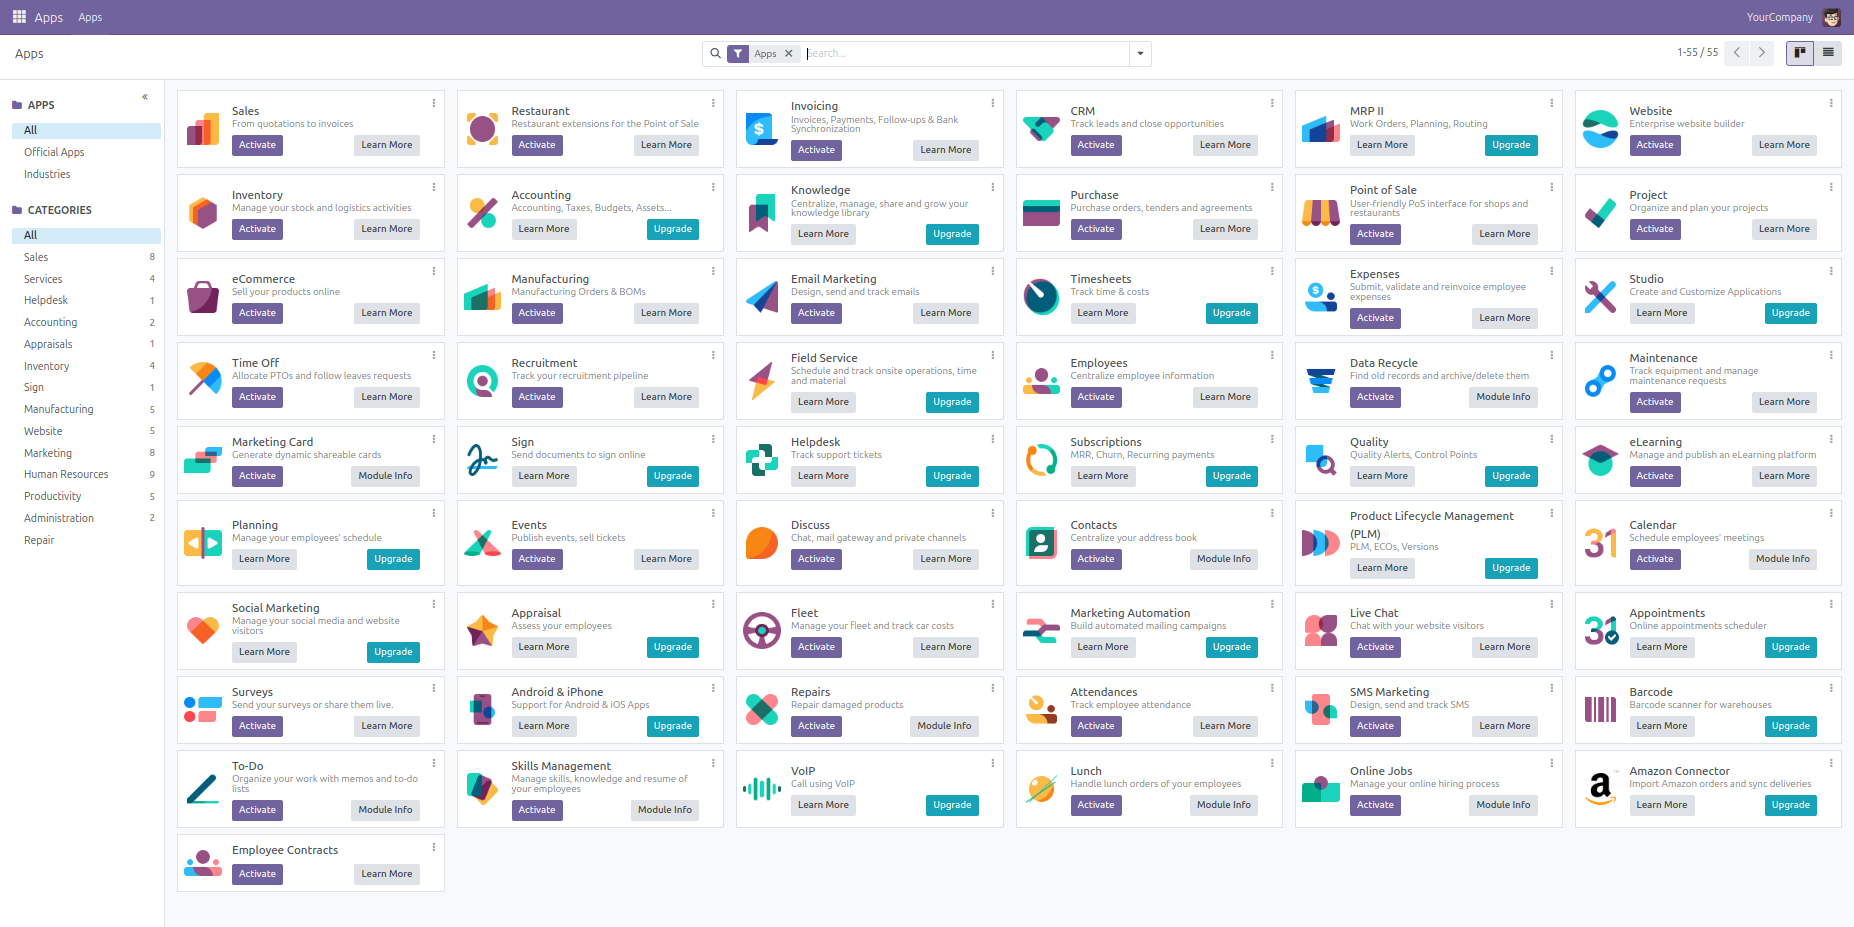 Apps
Apps
YourCompany
Apps
Apps
Search...
1-55 / 55
APPS
All
Official Apps
Industries
CATEGORIES
All
Sales 8
Services 4
Helpdesk 1
Accounting 2
Appraisals 1
Inventory 4
Sign 1
Manufacturing 5
Website 5
Marketing 8
Human Resources 9
Productivity 5
Administration 2
Repair
Sales
From quotations to invoices
Activate
Learn More
Restaurant
Restaurant extensions for the Point of Sale
Activate
Learn More
Invoicing
Invoices, Payments, Follow-ups & Bank
Synchronization
Activate
Learn More
CRM
Track leads and close opportunities
Activate
Learn More
MRP II
Work Orders, Planning, Routing
Learn More
Upgrade
Website
Enterprise website builder
Activate
Learn More
Inventory
Manage your stock and logistics activities
Activate
Learn More
Accounting
Accounting, Taxes, Budgets, Assets...
Learn More
Upgrade
Knowledge
Centralize, manage, share and grow your
knowledge library
Learn More
Upgrade
Purchase
Purchase orders, tenders and agreements
Activate
Learn More
Point of Sale
User-friendly PoS interface for shops and
restaurants
Activate
Learn More
Project
Organize and plan your projects
Activate
Learn More
eCommerce
Sell your products online
Activate
Learn More
Manufacturing
Manufacturing Orders & BOMs
Activate
Learn More
Email Marketing
Design, send and track emails
Activate
Learn More
Timesheets
Track time & costs
Learn More
Upgrade
Expenses
Submit, validate and reinvoice employee
expenses
Activate
Learn More
Studio
Create and Customize Applications
Learn More
Upgrade
Time Off
Allocate PTOs and follow leaves requests
Activate
Learn More
Recruitment
Track your recruitment pipeline
Activate
Learn More
Field Service
Schedule and track onsite operations, time
and material
Learn More
Upgrade
Employees
Centralize employee information
Activate
Learn More
Data Recycle
Find old records and archive/delete them
Activate
Module Info
Maintenance
Track equipment and manage
maintenance requests
Activate
Learn More
Marketing Card
Generate dynamic shareable cards
Activate
Module Info
Sign
Send documents to sign online
Learn More
Upgrade
Helpdesk
Track support tickets
Learn More
Upgrade
Subscriptions
MRR, Churn, Recurring payments
Learn More
Upgrade
Quality
Quality Alerts, Control Points
Learn More
Upgrade
eLearning
Manage and publish an eLearning platform
Activate
Learn More
Planning
Manage your employees' schedule
Learn More
Upgrade
Events
Publish events, sell tickets
Activate
Learn More
Discuss
Chat, mail gateway and private channels
Activate
Learn More
Contacts
Centralize your address book
Activate
Module Info
Product Lifecycle Management
(PLM)
PLM, ECOs, Versions
Learn More
Upgrade
31
Calendar
Schedule employees' meetings
Activate
Module Info
Social Marketing
Manage your social media and website
visitors
Learn More
Upgrade
Appraisal
Assess your employees
Learn More
Upgrade
Fleet
Manage your fleet and track car costs
Activate
Learn More
Marketing Automation
Build automated mailing campaigns
Learn More
Upgrade
Live Chat
Chat with your website visitors
Activate
Learn More
31
Appointments
Online appointments scheduler
Learn More
Upgrade
Surveys
Send your surveys or share them live.
Activate
Learn More
Android & iPhone
Support for Android & iOS Apps
Learn More
Upgrade
Repairs
Repair damaged products
Activate
Module Info
Attendances
Track employee attendance
Activate
Learn More
SMS Marketing
Design, send and track SMS
Activate
Learn More
Barcode
Barcode scanner for warehouses
Learn More
Upgrade
To-Do
Organize your work with memos and to-do
lists
Activate
Module Info
Skills Management
Manage skills, knowledge and resume of
your employees
Activate
Module Info
VoIP
Call using VoIP
Learn More
Upgrade
Lunch
Handle lunch orders of your employees
Activate
Module Info
Online Jobs
Manage your online hiring process
Activate
Module Info
a
Amazon Connector
Import Amazon orders and sync deliveries
Learn More
Upgrade
Employee Contracts
Activate
Learn More